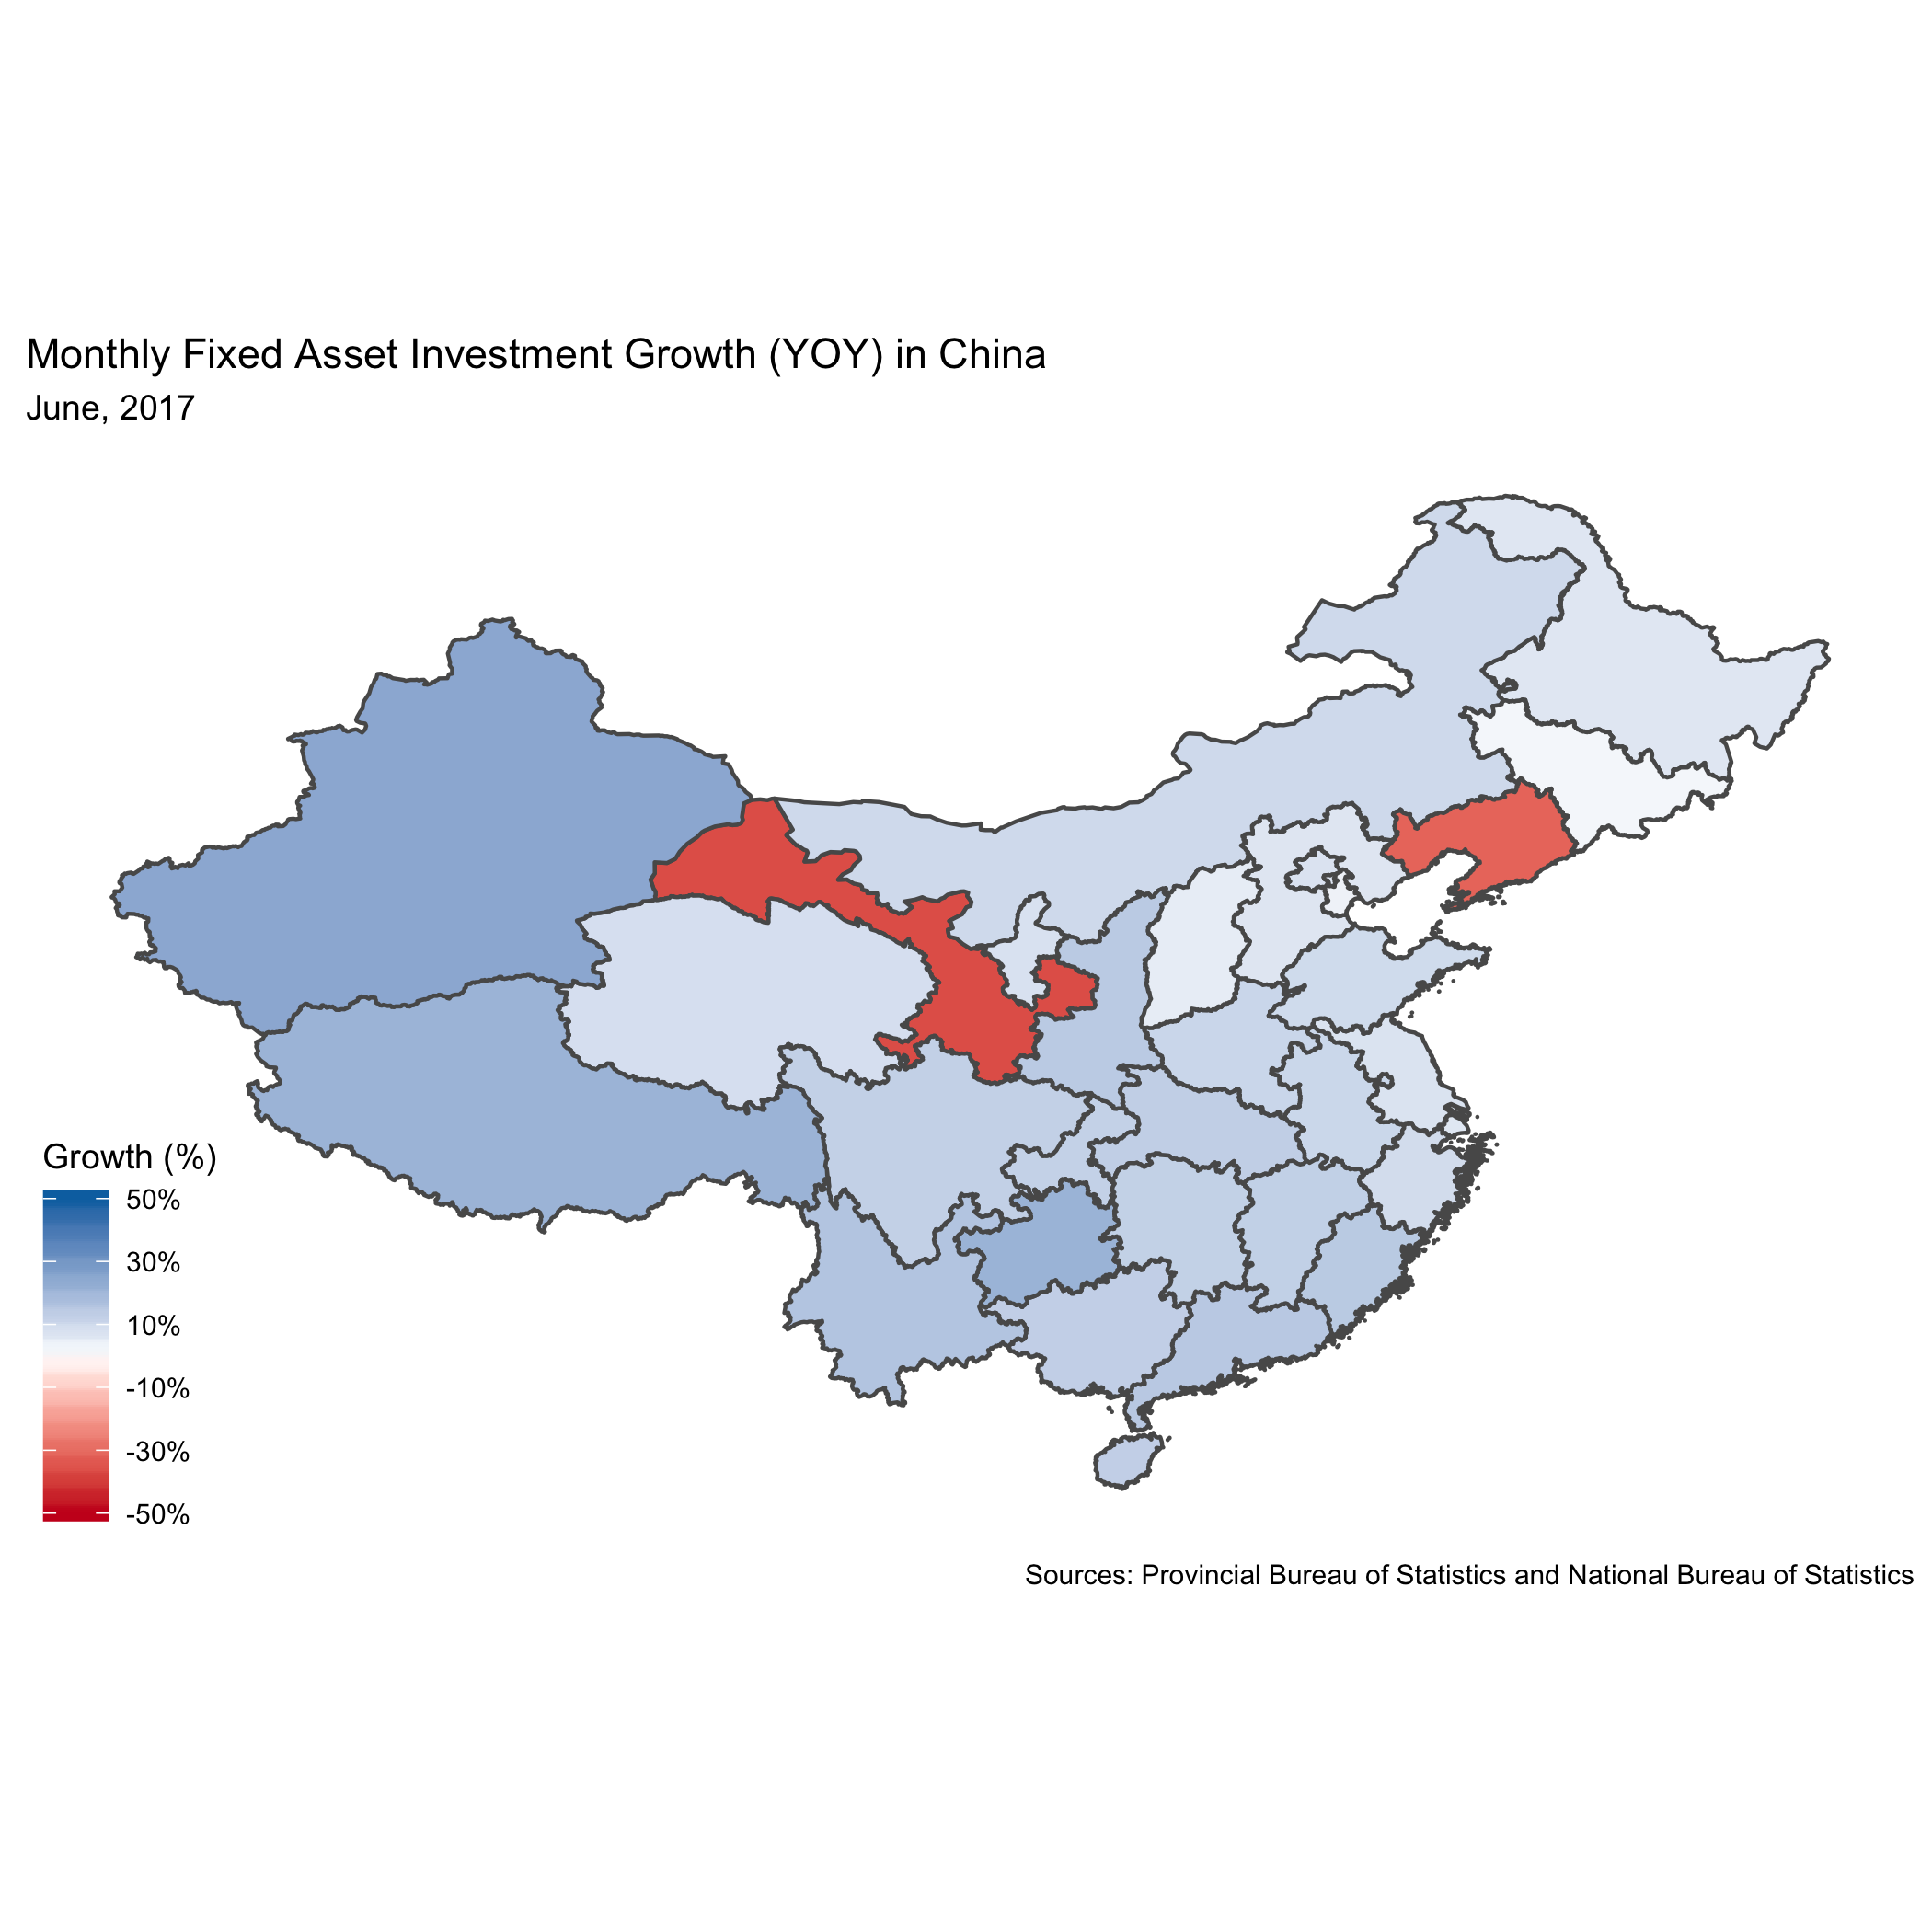 Monthly Fixed Asset Investment Growth (YOY) in China
June, 2017
Growth (%)
50%
30%
10%
-10%
-30%
-50%
Sources: Provincial Bureau of Statistics and National Bureau of Statistics